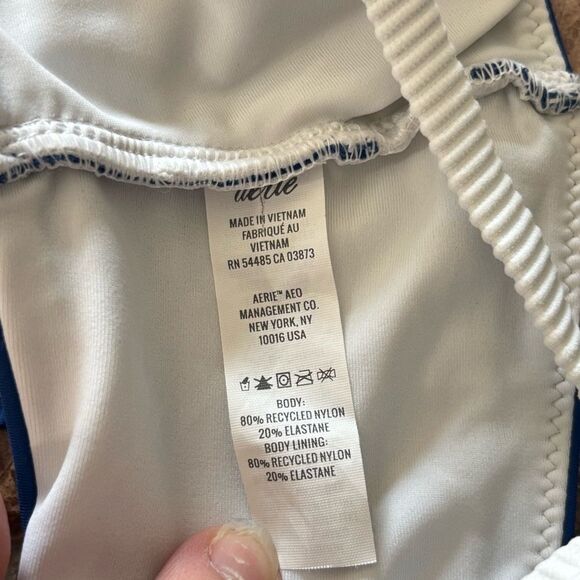 aerie
MADE IN VIETNAM
FABRIQUÉ AU
VIETNAM
RN 54485 CA 03873
AERIE™ AEO
MANAGEMENT CO.
NEW YORK, NY
10016 USA
BODY:
80% RECYCLED NYLON
20% ELASTANE
BODY LINING:
80% RECYCLED NYLON
20% ELASTANE